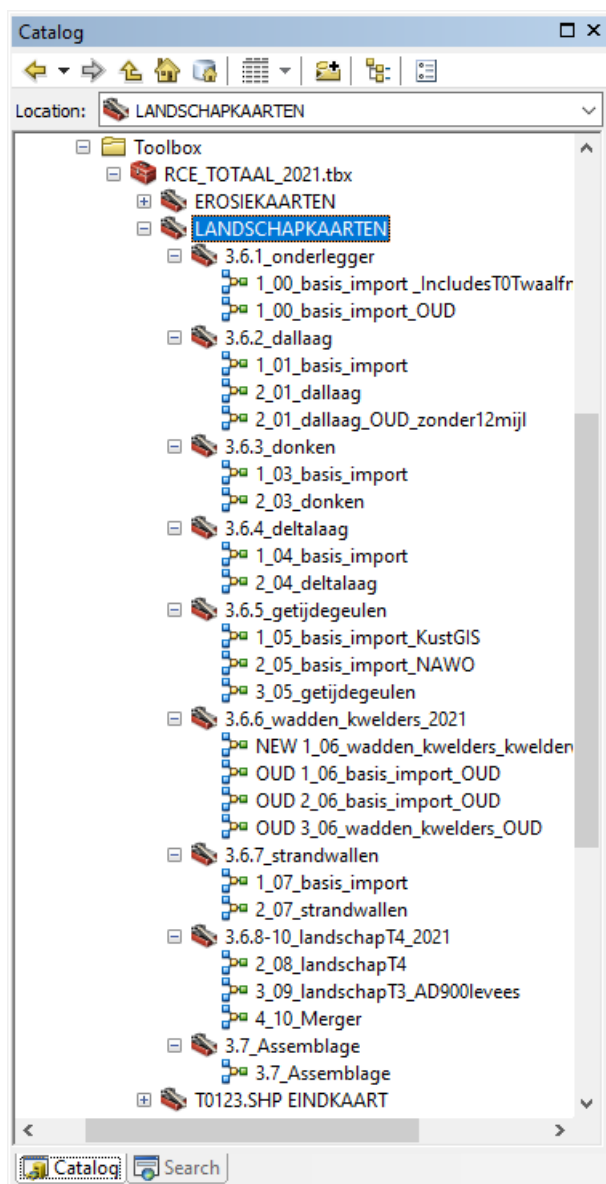 Catalog
Location: LANDSCHAPKAARTEN
Toolbox
RCE_TOTAAL_2021.tbx
EROSIEKAARTEN
LANDSCHAPKAARTEN
3.6.1_onderlegger
1_00_basis_import _IncludesT0Twaalfr
1_00_basis_import_OUD
3.6.2_dallaag
1_01_basis_import
2_01_dallaag
2_01_dallaag_OUD_zonder12mijl
3.6.3_donken
1_03_basis_import
2_03_donken
3.6.4_deltalaag
1_04_basis_import
2_04_deltalaag
3.6.5_getijdegeulen
1_05_basis_import_KustGIS
2_05_basis_import_NAWO
3_05_getijdegeulen
3.6.6_wadden_kwelders_2021
NEW 1_06_wadden_kwelders_kwelder
OUD 1_06_basis_import_OUD
OUD 2_06_basis_import_OUD
OUD 3_06_wadden_kwelders_OUD
3.6.7_strandwallen
1_07_basis_import
2_07_strandwallen
3.6.8-10_landschapT4_2021
2_08_landschapT4
3_09_landschapT3_AD900levees
4_10_Merger
3.7_Assemblage
3.7_Assemblage
T0123.SHP EINDKAART
Catalog Search